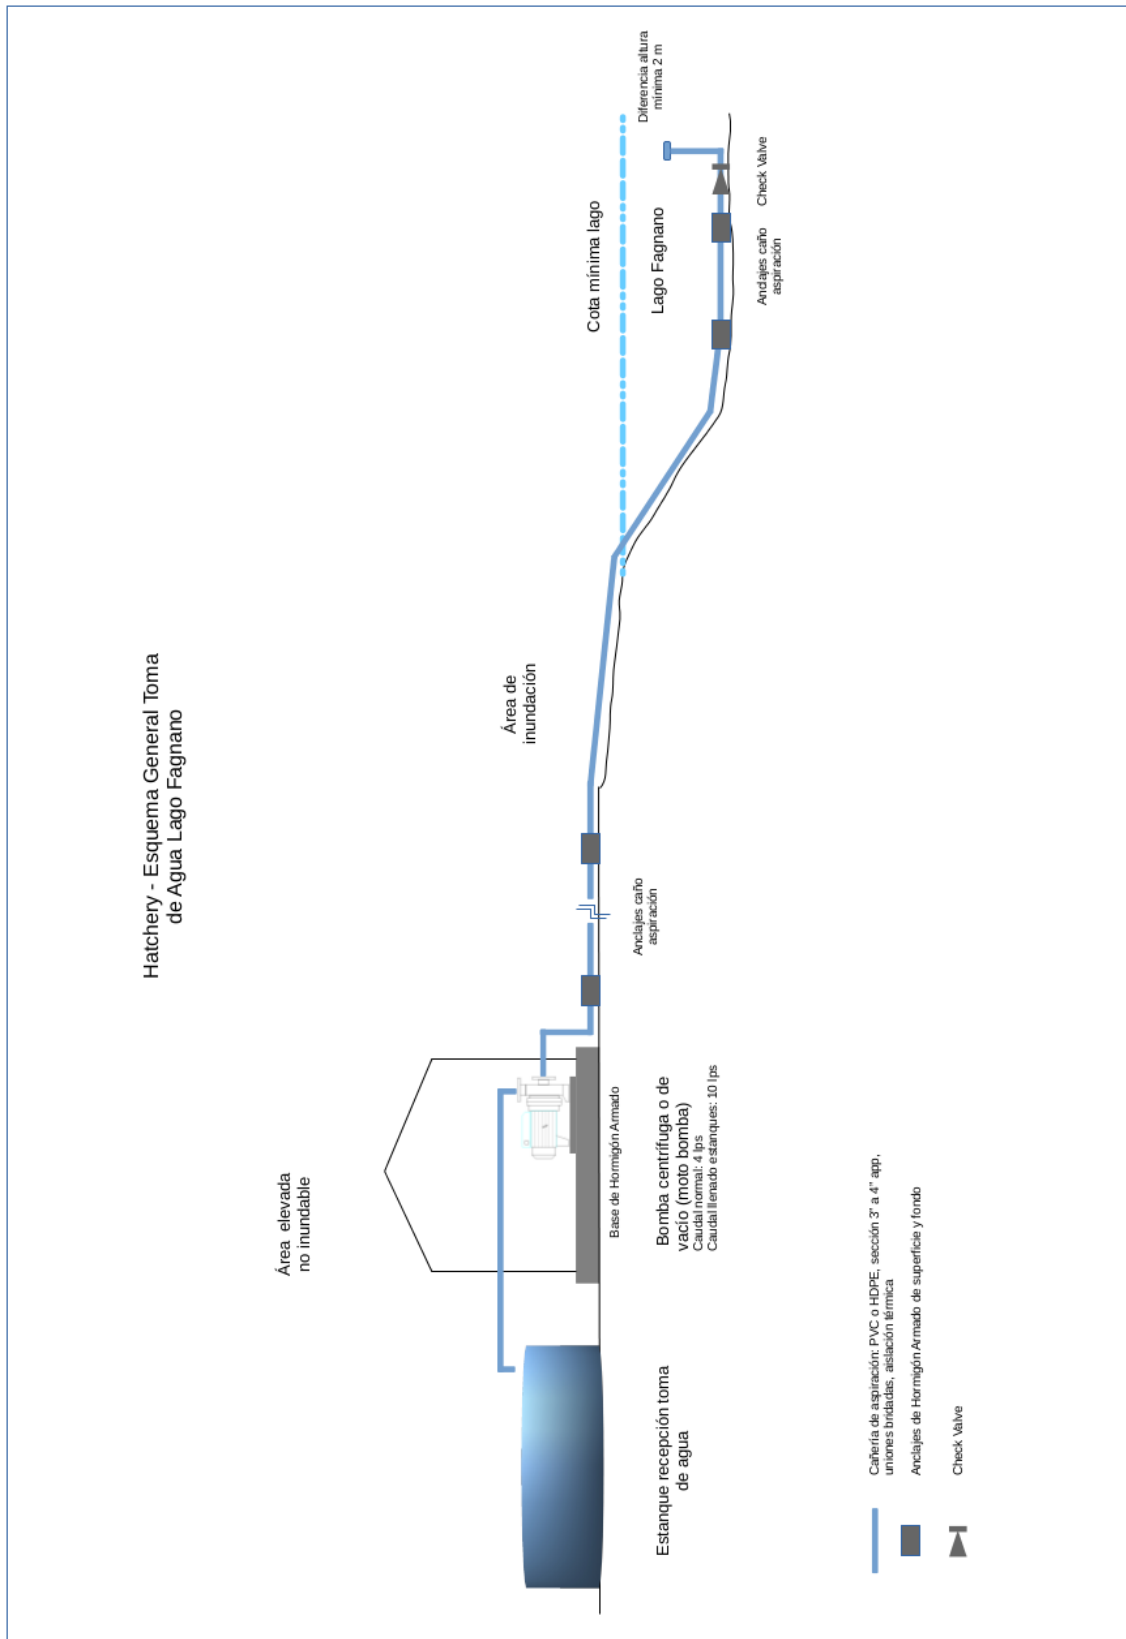 Hatchery - Esquema General Toma
de Agua Lago Fagnano
Área elevada
no inundable
Área de
inundación
Cota mínima lago
Diferencia altura
mínima 2 m
Lago Fagnano
Check Valve
Anclajes caño
aspiración
Anclajes caño
aspiración
Base de Hormigón Armado
Bomba centrífuga o de
vacío (moto bomba)
Caudal normal: 4 lps
Caudal llenado estanques: 10 lps
Estanque recepción toma
de agua
Cañería de aspiración: PVC o HDPE, sección 3" a 4" app,
uniones bridadas, aislación térmica
Anclajes de Hormigón Armado de superficie y fondo
Check Valve